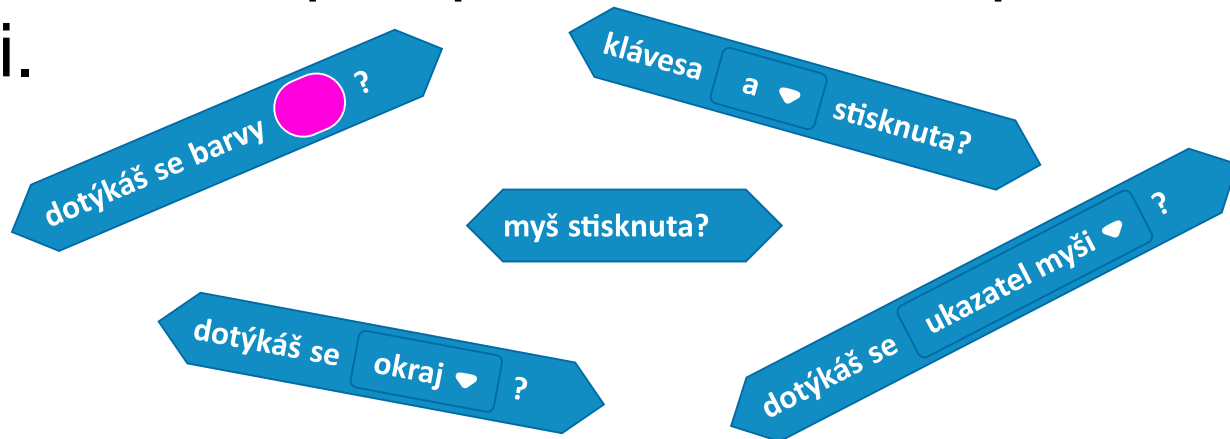 i.
dotýkáš se barvy ?
klávesa a stisknuta?
myš stisknuta?
dotýkáš se ukazatel myši ?
dotýkáš se okraj ?